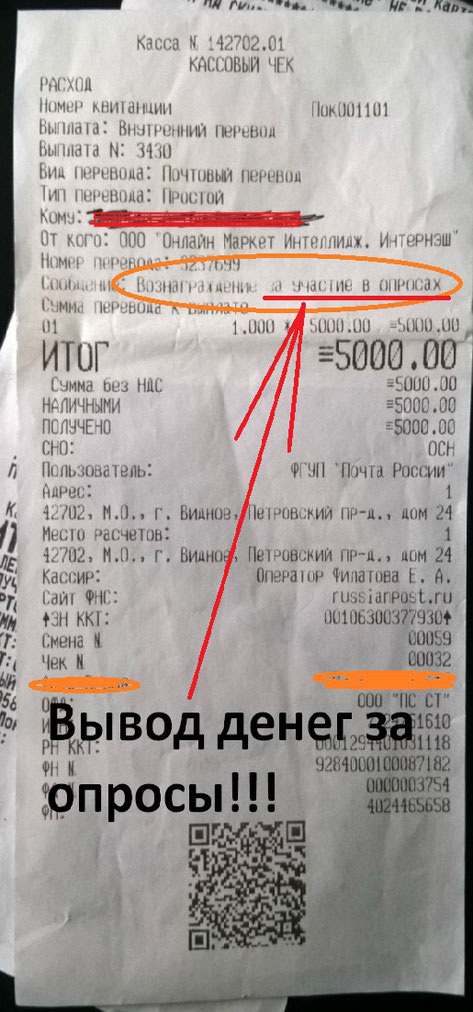 Касса N 142702.01
КАССОВЫЙ ЧЕК
РАСХОД
Номер квитанции Пок001101
Выплата: Внутренний перевод
Выплата N: 3430
Вид перевода: Почтовый перевод
Тип перевода: Простой
Кому:
От кого: ООО "Онлайн Маркет Интеллидж. Интернэш"
Номер перевода: 3237699
Сообщение: Вознаграждение за участие в опросах
Сумма перевода к выплате
01 1.000 * 5000.00 ≡5000.00
ИТОГ ≡5000.00
Сумма без НДС ≡5000.00
НАЛИЧНЫМИ ≡5000.00
ПОЛУЧЕНО ≡5000.00
СНО: ОСН
Пользователь: ФГУП "Почта России"
Адрес: 1
42702, М.О., г. Видное, Петровский пр-д., дом 24
Место расчетов: 1
42702, М.О., г. Видное, Петровский пр-д., дом 24
Кассир: Оператор Филатова Е. А.
Сайт ФНС: russianpost.ru
↑ЗН ККТ: 00106300377930↑
Смена N 00059
Чек N 00032
ООО "ПС СТ"
Вывод денег за
1610
РН ККТ: 0001294401031118
ФН N 9284000100087182
опросы!!!
0000003754
4024465658